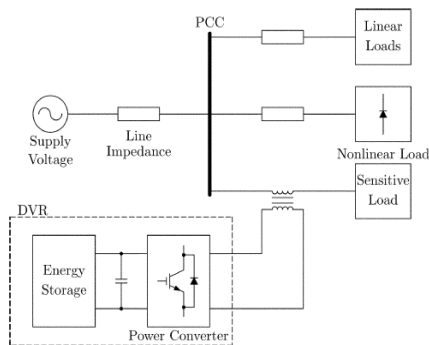 PCC
Linear
Loads
Supply
Voltage
Line
Impedance
Nonlinear Load
Sensitive
Load
DVR
Energy
Storage
Power Converter